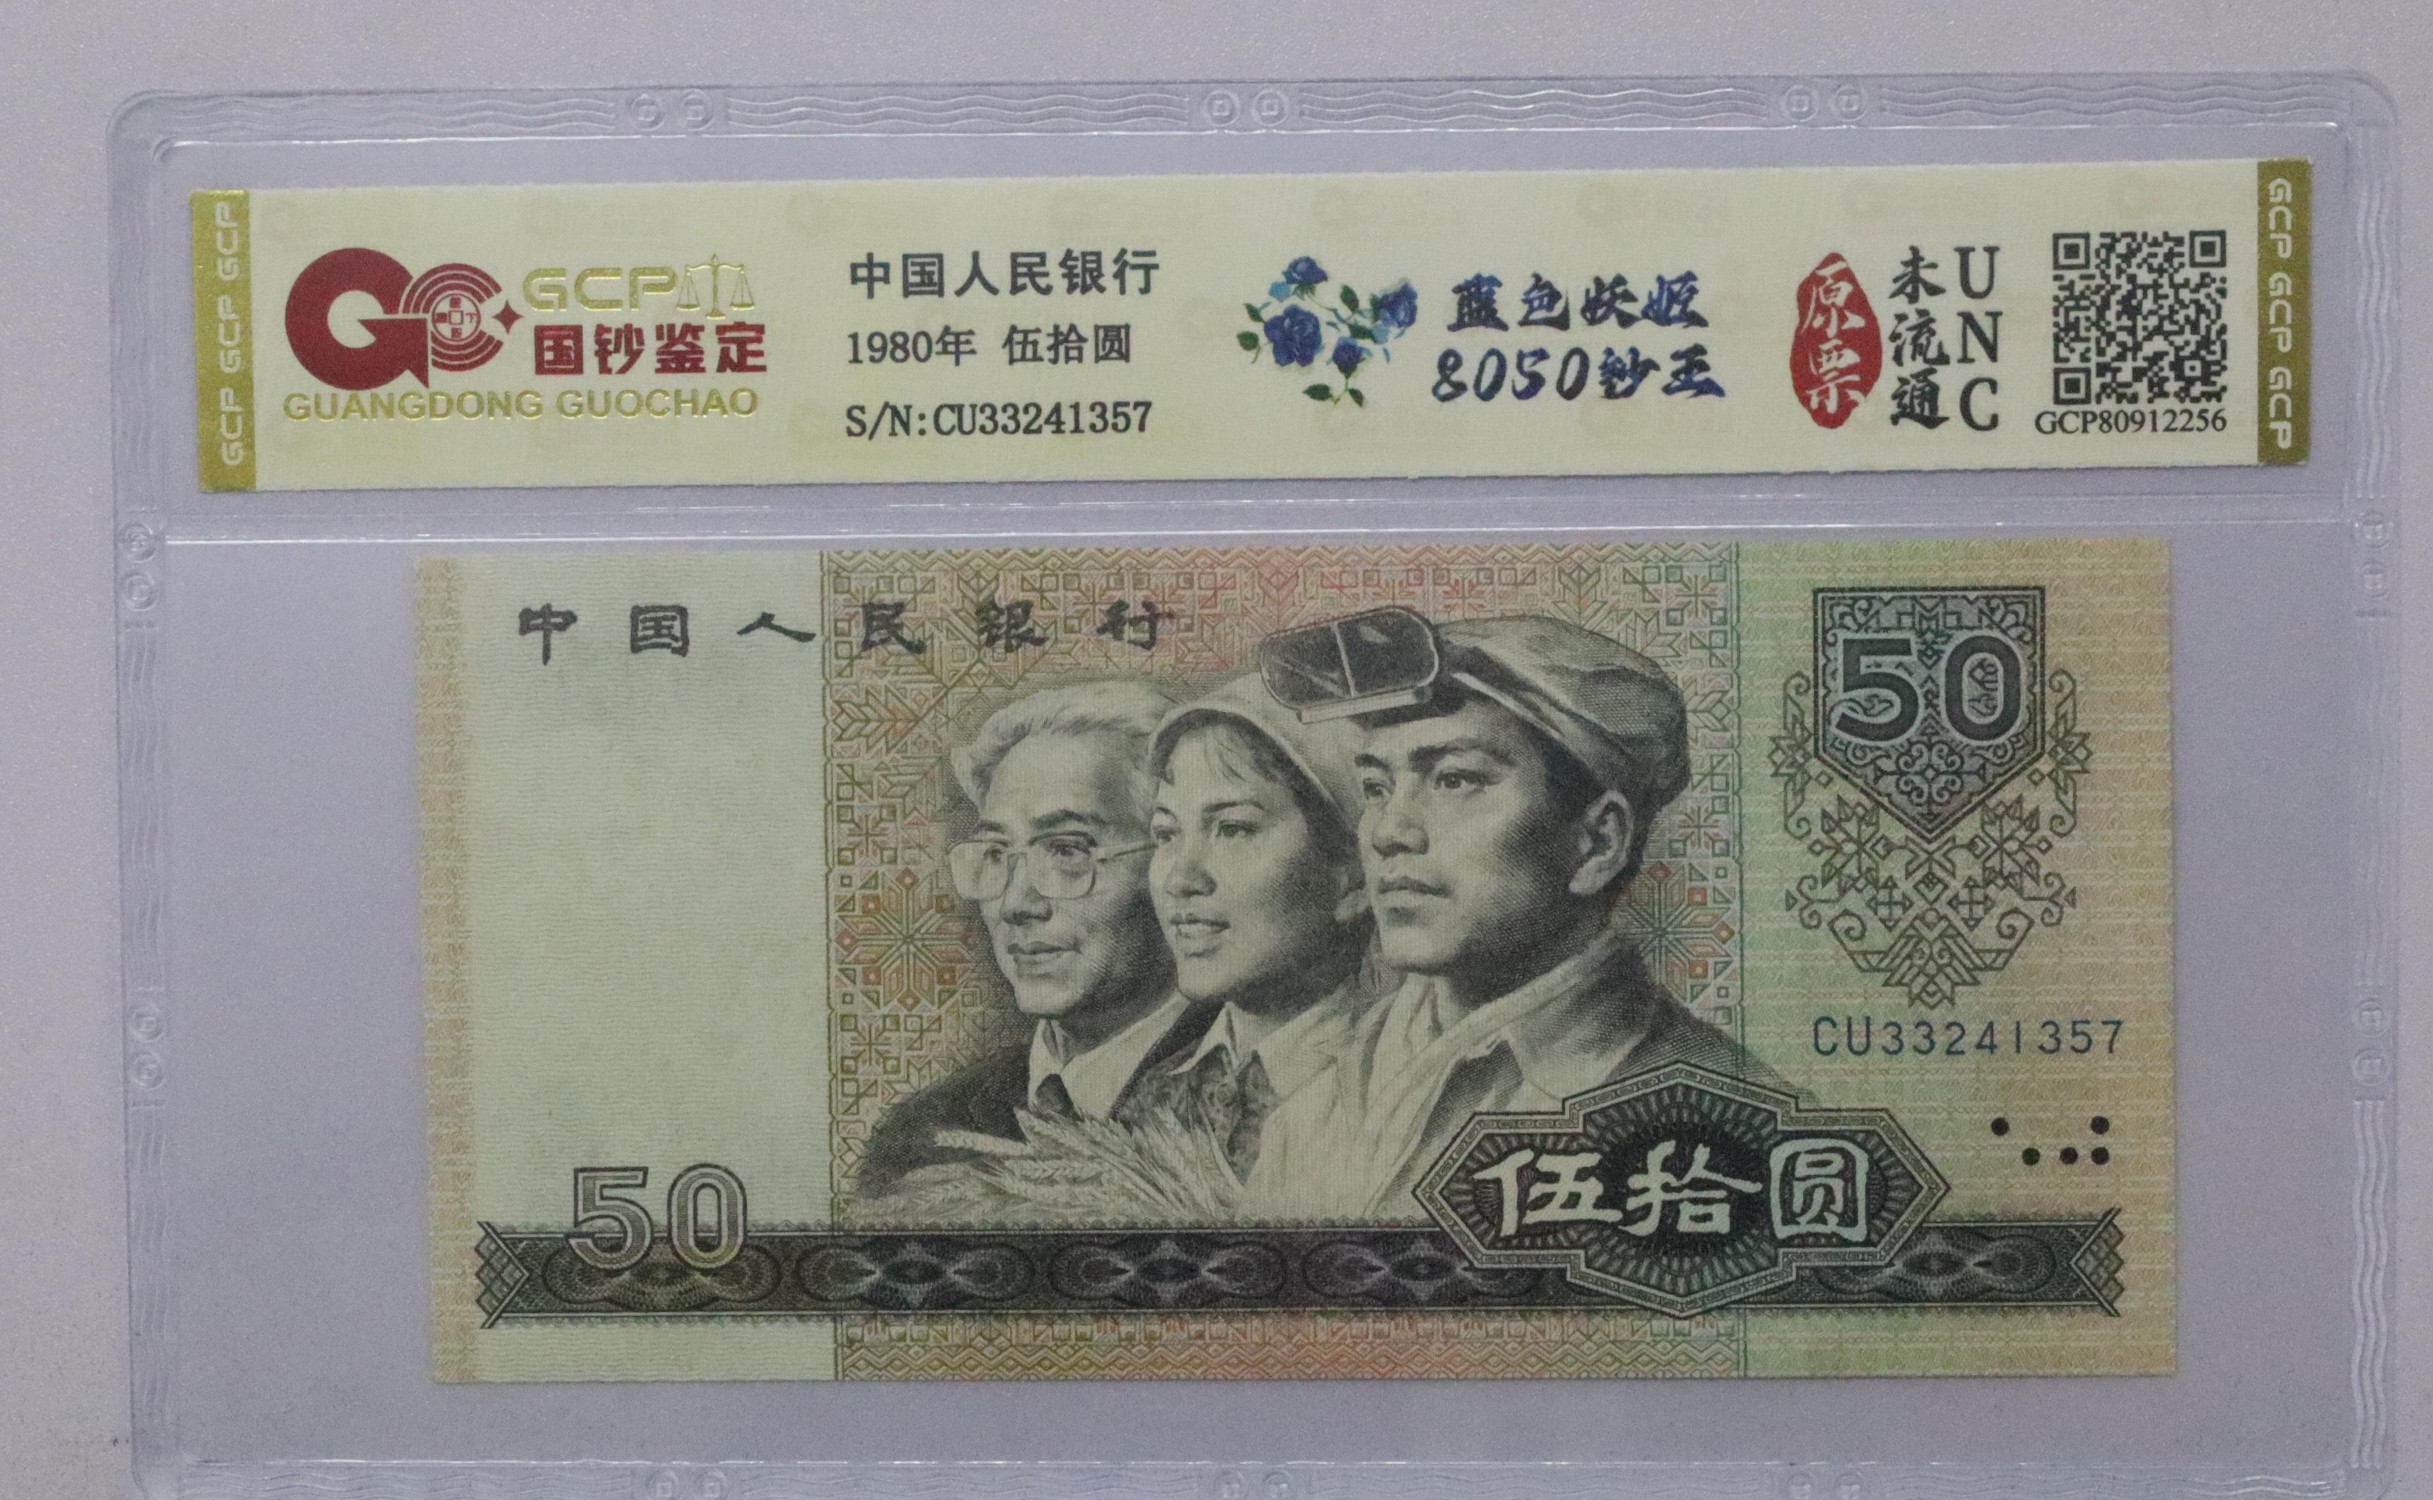 GCP GCP GCP
GCP
国钞鉴定
GUANGDONG GUOCHAO
中国人民银行
1980年 伍拾圆
S/N:CU33241357
蓝色妖姬
8050钞王
原票
未流通
UNC
GCP80912256
GCP GCP GCP
中国人民银行
50
CU33241357
50
伍拾圆